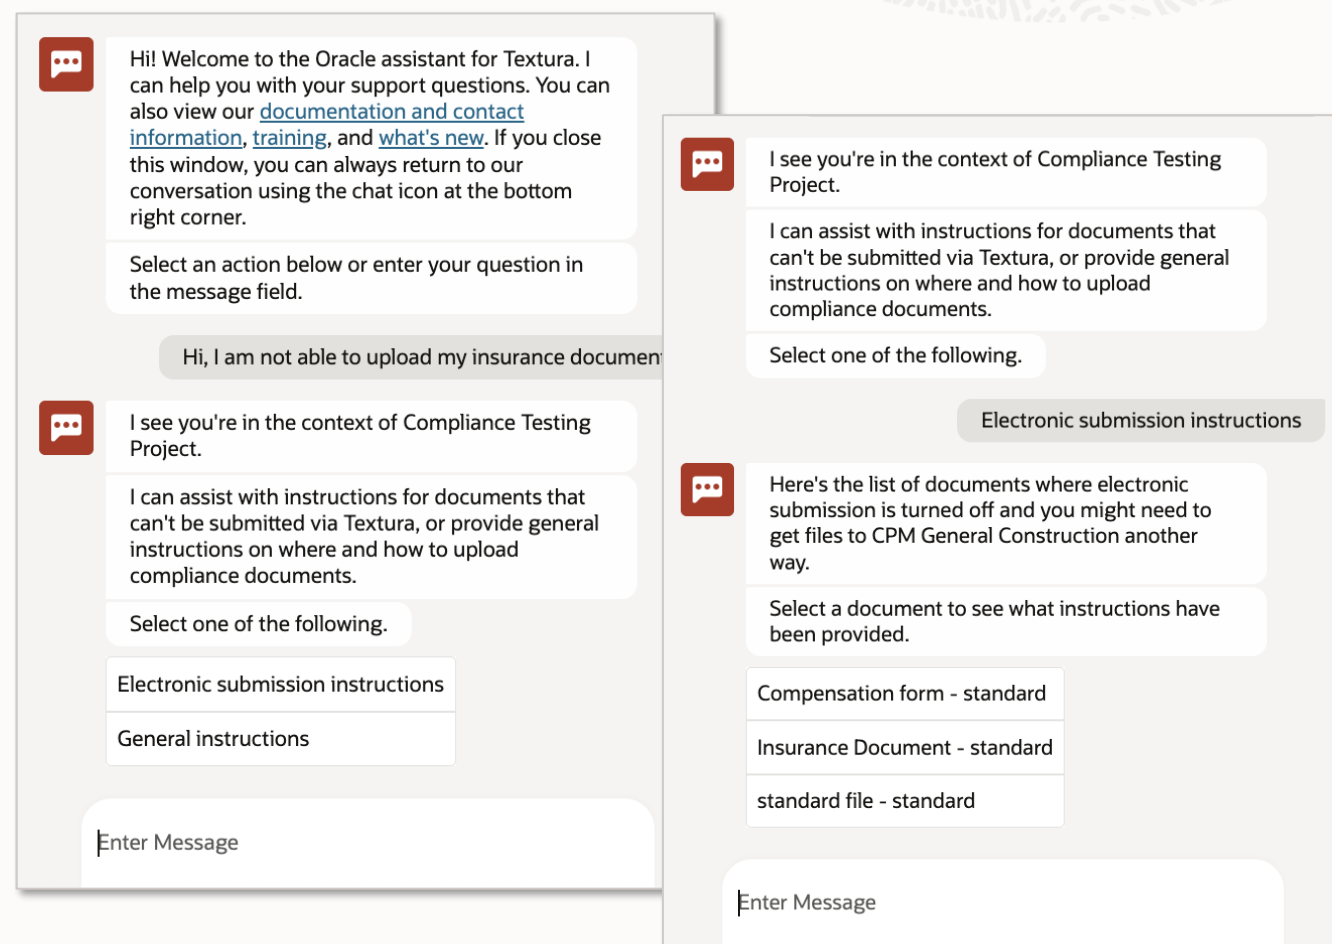 Hi! Welcome to the Oracle assistant for Textura. I
can help you with your support questions. You can
also view our documentation and contact
information, training, and what's new. If you close
this window, you can always return to our
conversation using the chat icon at the bottom
right corner.
Select an action below or enter your question in
the message field.
Hi, I am not able to upload my insurance documen
I see you're in the context of Compliance Testing
Project.
I can assist with instructions for documents that
can't be submitted via Textura, or provide general
instructions on where and how to upload
compliance documents.
Select one of the following.
Electronic submission instructions
General instructions
Enter Message
I see you're in the context of Compliance Testing
Project.
I can assist with instructions for documents that
can't be submitted via Textura, or provide general
instructions on where and how to upload
compliance documents.
Select one of the following.
Electronic submission instructions
Here's the list of documents where electronic
submission is turned off and you might need to
get files to CPM General Construction another
way.
Select a document to see what instructions have
been provided.
Compensation form - standard
Insurance Document - standard
standard file - standard
Enter Message